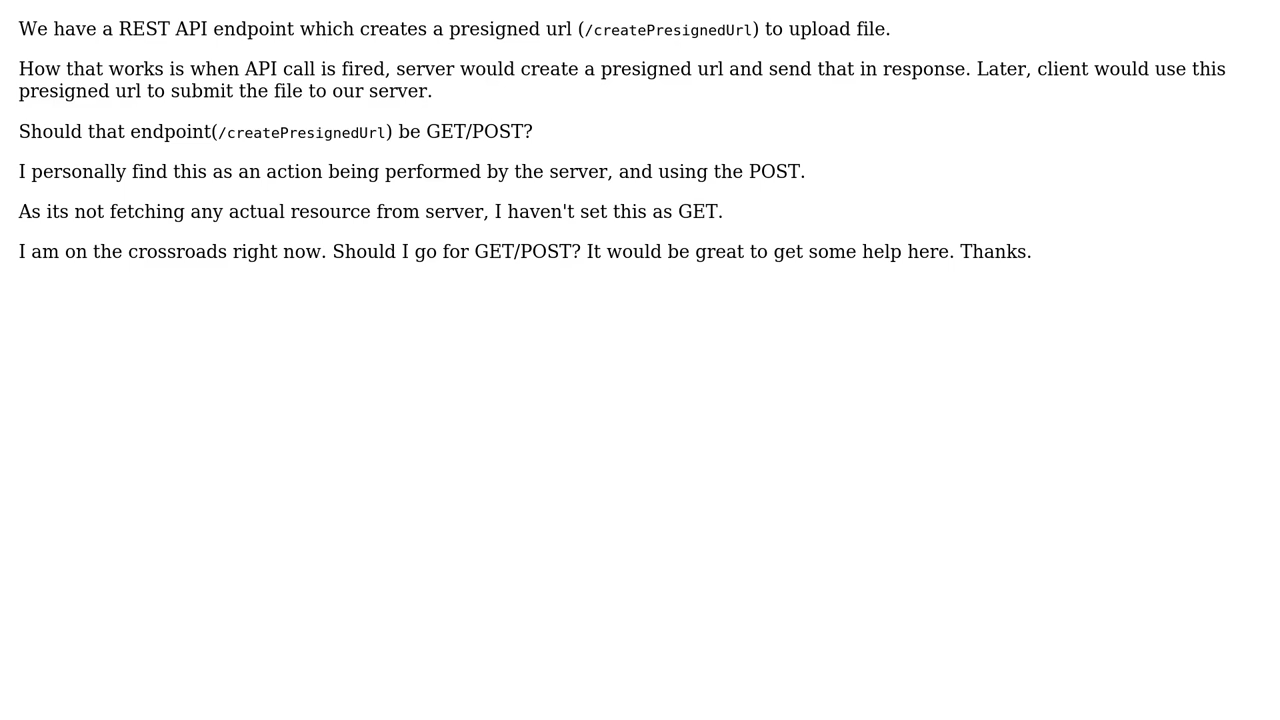 We have a REST API endpoint which creates a presigned url (/createPresignedUrl) to upload file.
How that works is when API call is fired, server would create a presigned url and send that in response. Later, client would use this
presigned url to submit the file to our server.
Should that endpoint(/createPresignedUrl) be GET/POST?
I personally find this as an action being performed by the server, and using the POST.
As its not fetching any actual resource from server, I haven't set this as GET.
I am on the crossroads right now. Should I go for GET/POST? It would be great to get some help here. Thanks.